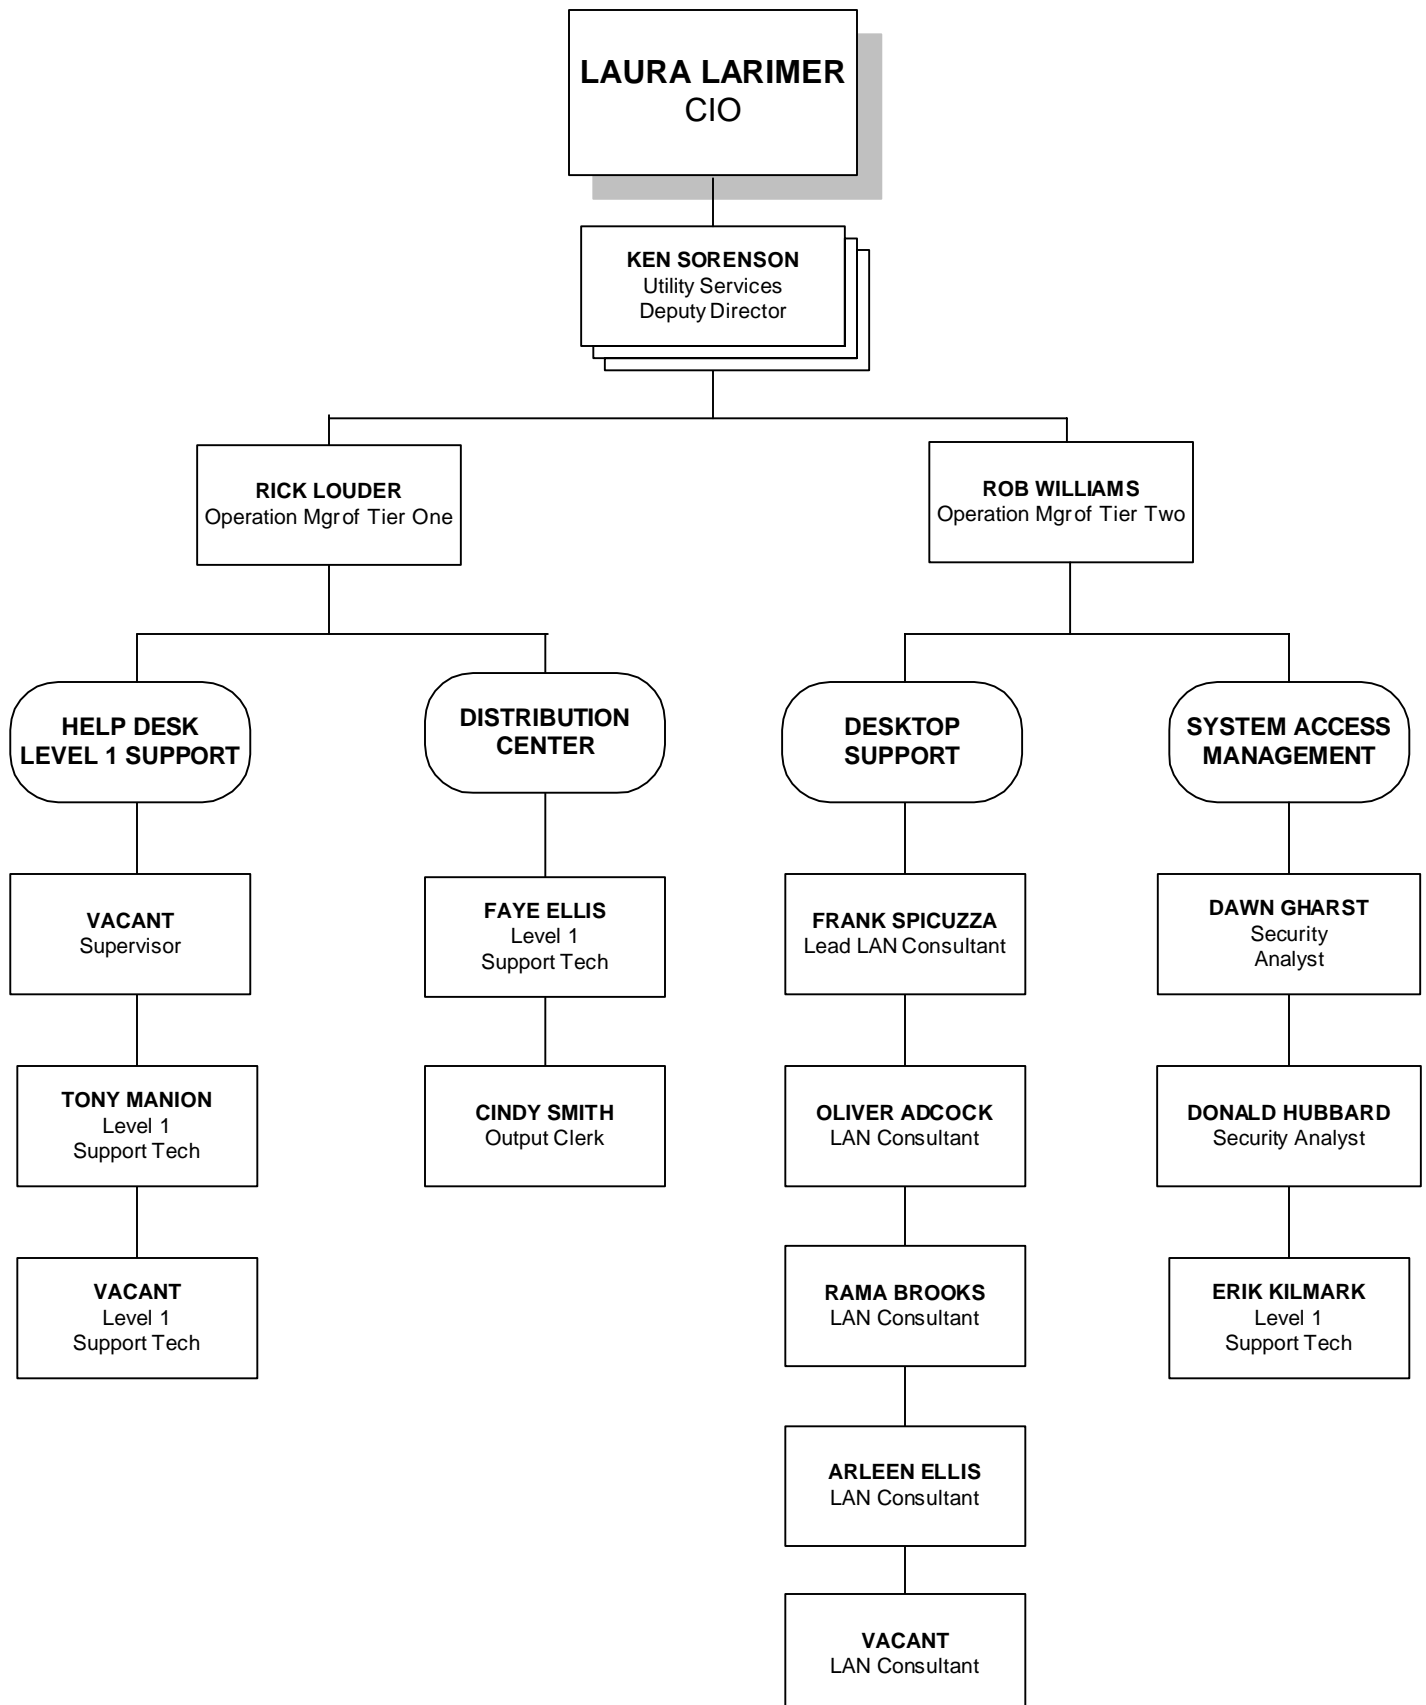 LAURA LARIMER
CIO
KEN SORENSON
Utility Services
Deputy Director
RICK LOUDER
Operation Mgr of Tier One
ROB WILLIAMS
Operation Mgr of Tier Two
HELP DESK
LEVEL 1 SUPPORT
DISTRIBUTION
CENTER
DESKTOP
SUPPORT
SYSTEM ACCESS
MANAGEMENT
VACANT
Supervisor
FAYE ELLIS
Level 1
Support Tech
FRANK SPICUZZA
Lead LAN Consultant
DAWN GHARST
Security
Analyst
TONY MANION
Level 1
Support Tech
CINDY SMITH
Output Clerk
OLIVER ADCOCK
LAN Consultant
DONALD HUBBARD
Security Analyst
VACANT
Level 1
Support Tech
RAMA BROOKS
LAN Consultant
ERIK KILMARK
Level 1
Support Tech
ARLEEN ELLIS
LAN Consultant
VACANT
LAN Consultant